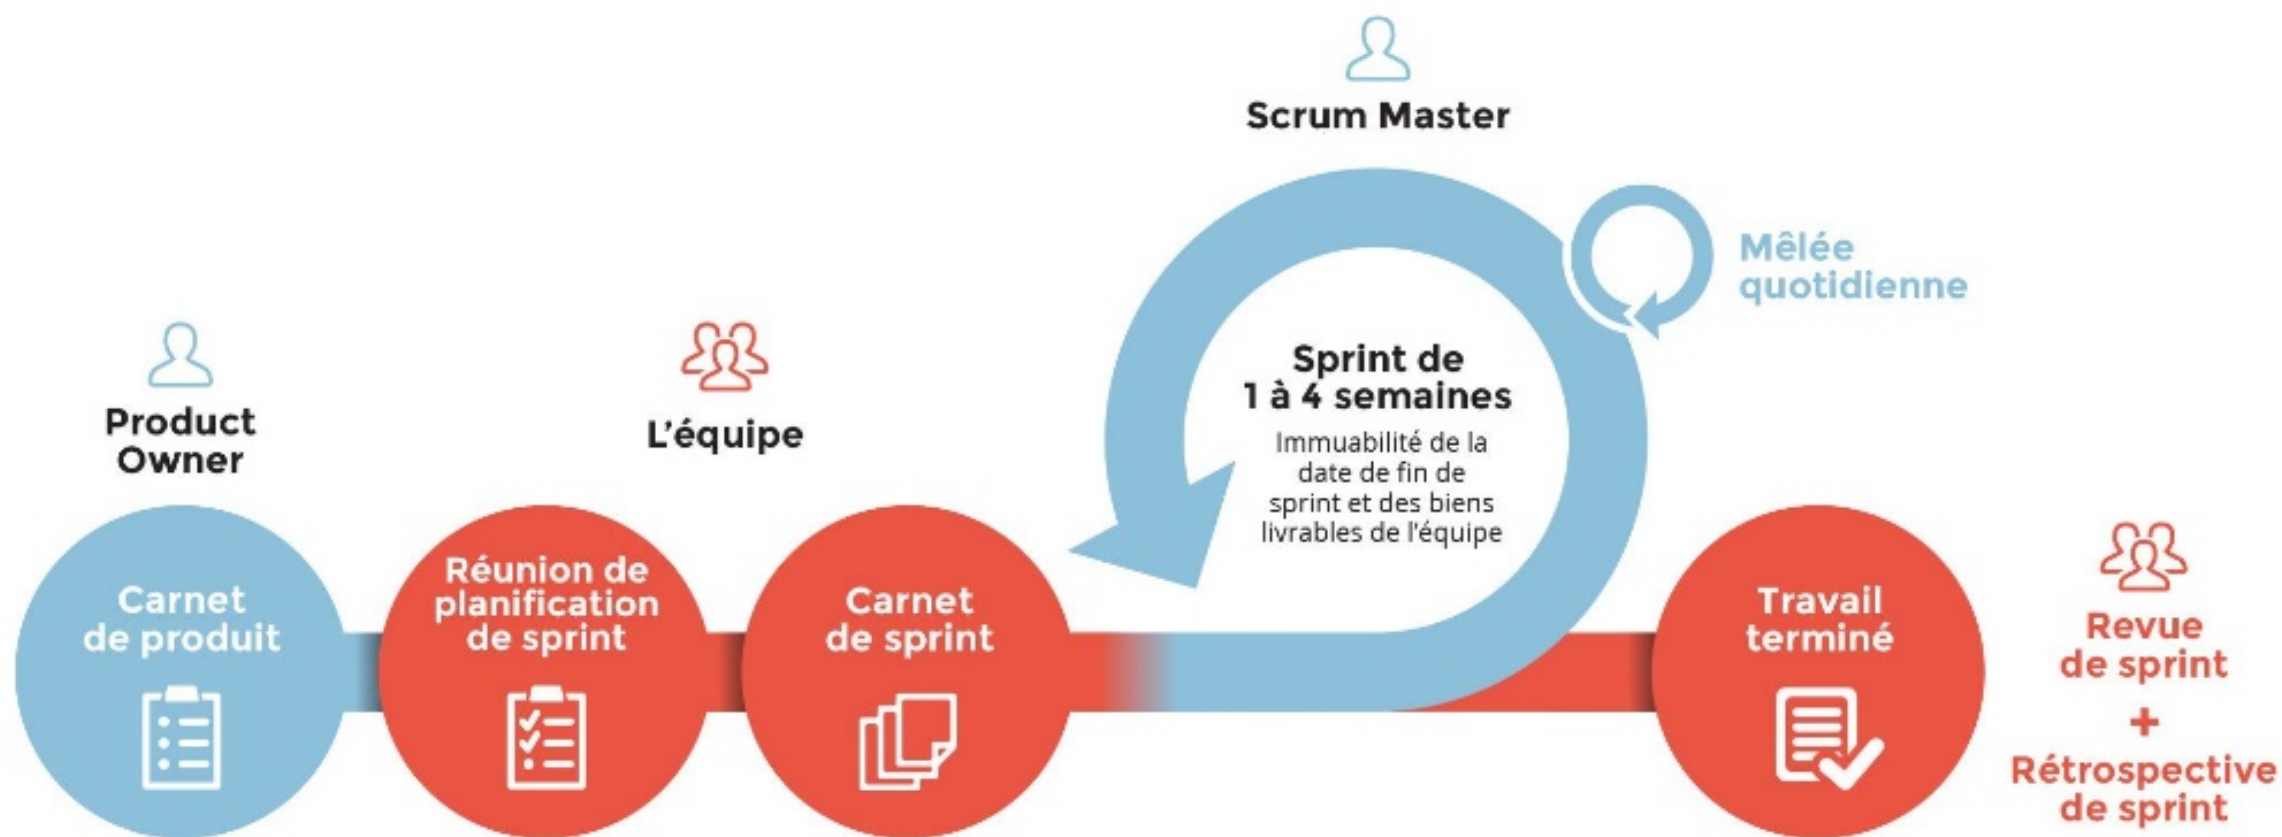 Scrum Master
Mêlée
quotidienne
Product
Owner
L'équipe
Sprint de
1 à 4 semaines
Immuabilité de la
date de fin de
sprint et des biens
livrables de l'équipe
Carnet
de produit
Réunion de
planification
de sprint
Carnet
de sprint
Travail
terminé
Revue
de sprint
+
Rétrospective
de sprint